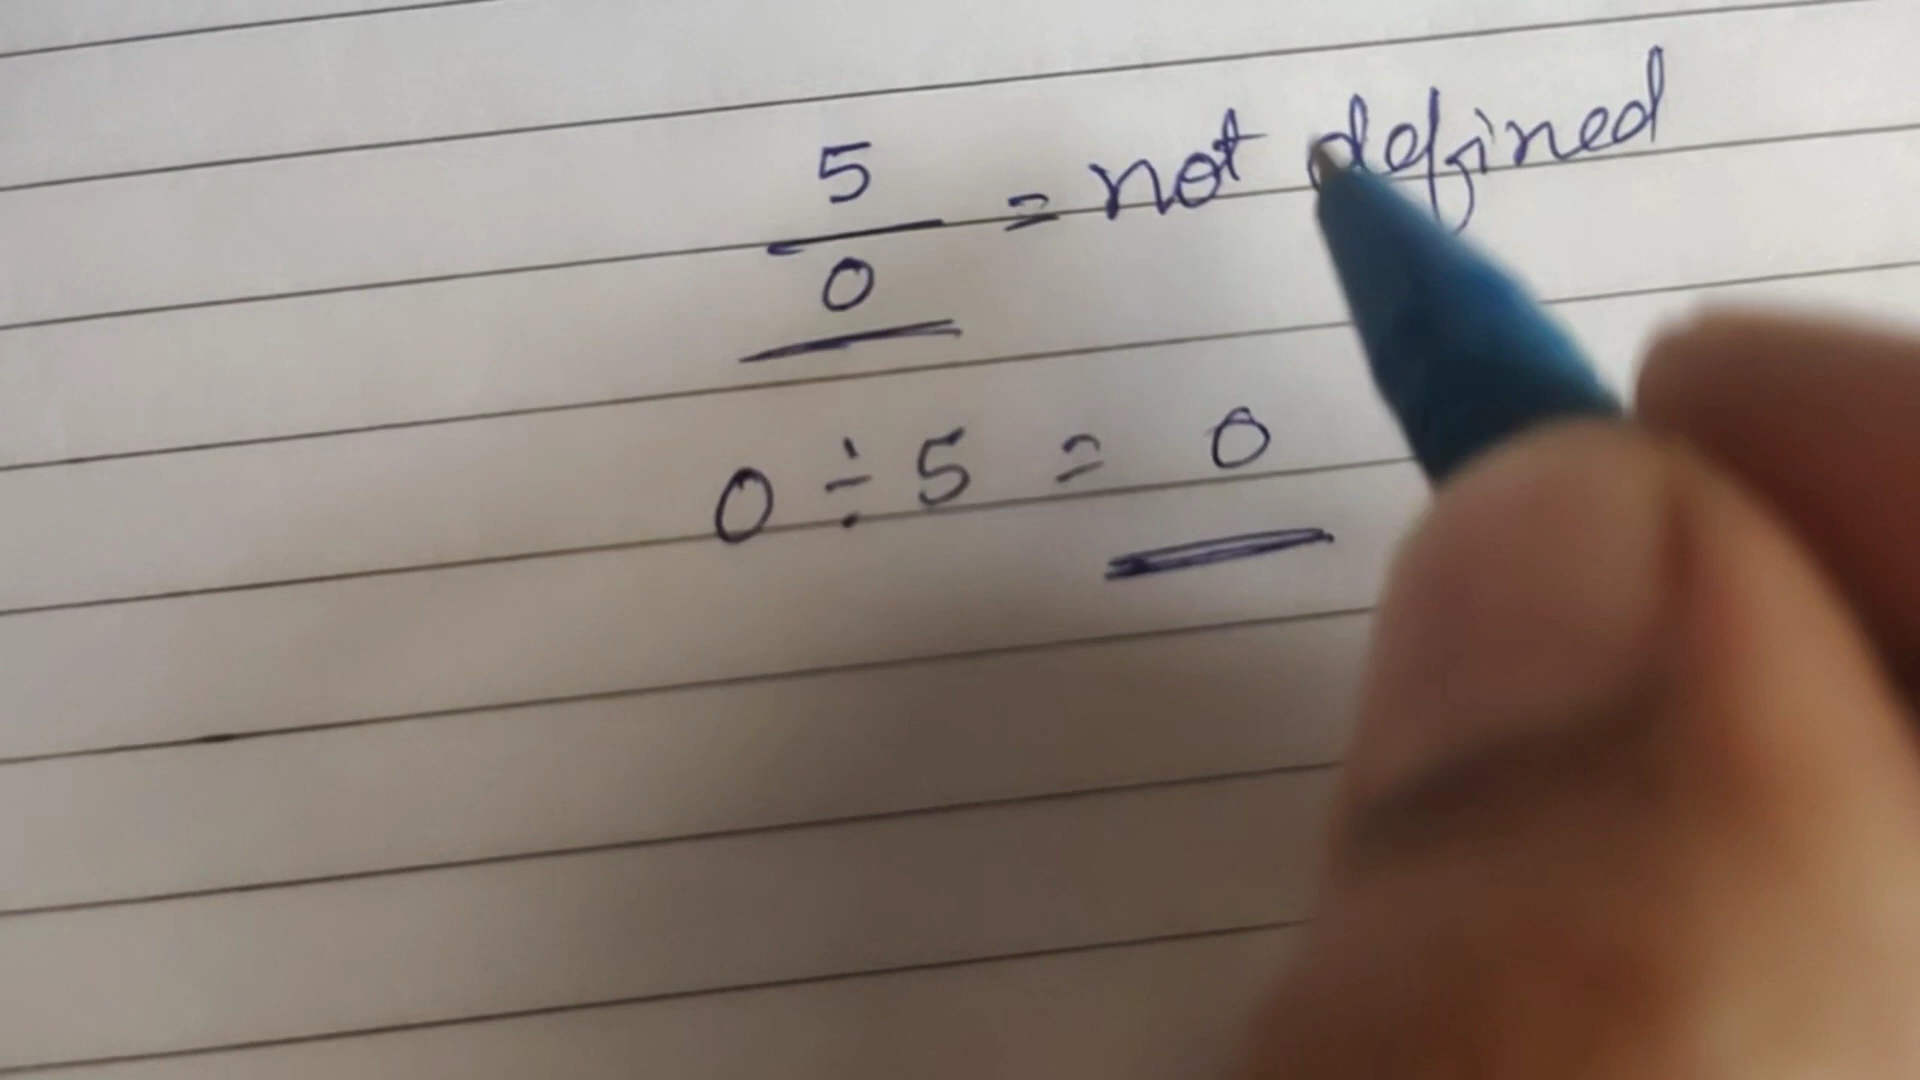 5/0 = not defined
0 ÷ 5 = 0